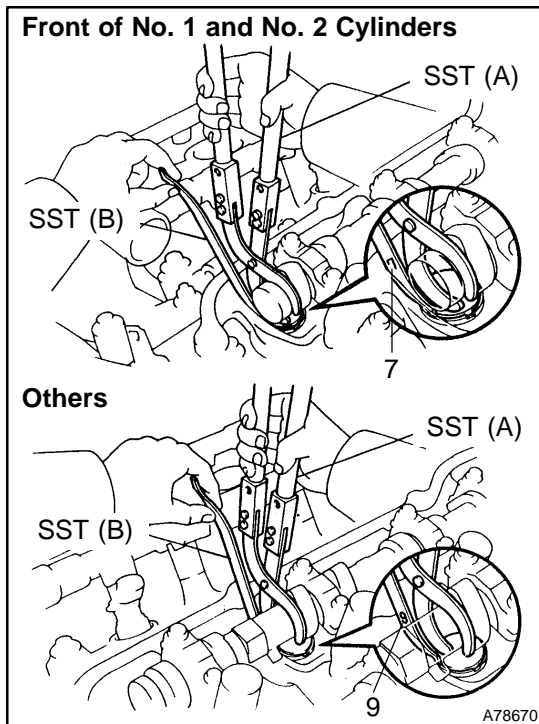 Front of No. 1 and No. 2 Cylinders
SST (A)
SST (B)
7
Others
SST (A)
SST (B)
9
A78670